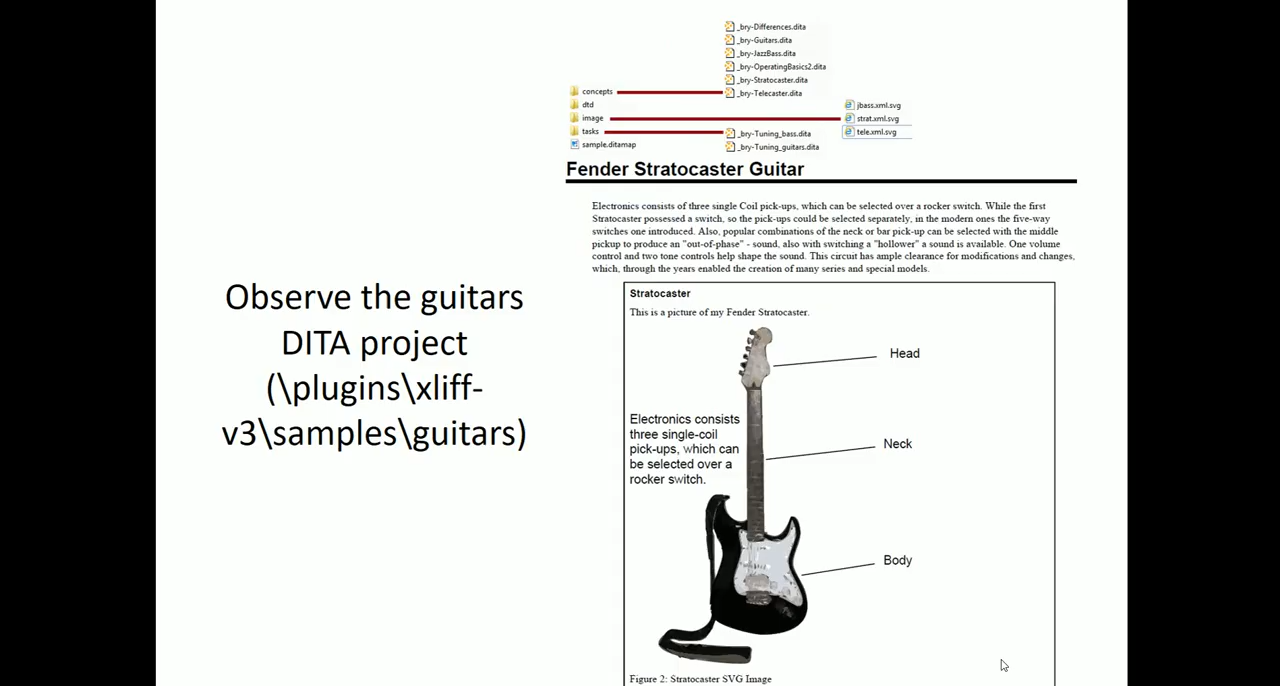 Observe the guitars
DITA project
(\plugins\xliff-
v3\samples\guitars)
_bry-Differences.dita
_bry-Guitars.dita
_bry-JazzBass.dita
_bry-OperatingBasics2.dita
_bry-Stratocaster.dita
concepts
_bry-Telecaster.dita
dtd
jbass.xml.svg
image
strat.xml.svg
tasks
_bry-Tuning_bass.dita
tele.xml.svg
sample.ditamap
_bry-Tuning_guitars.dita
Fender Stratocaster Guitar
Electronics consists of three single Coil pick-ups, which can be selected over a rocker switch. While the first
Stratocaster possessed a switch, so the pick-ups could be selected separately, in the modern ones the five-way
switches one introduced. Also, popular combinations of the neck or bar pick-up can be selected with the middle
pickup to produce an "out-of-phase" - sound, also with switching a "hollower" a sound is available. One volume
control and two tone controls help shape the sound. This circuit has ample clearance for modifications and changes,
which, through the years enabled the creation of many series and special models.
Stratocaster
This is a picture of my Fender Stratocaster.
Head
Electronics consists
three single-coil
pick-ups, which can
be selected over a
rocker switch.
Neck
Body
Figure 2: Stratocaster SVG Image